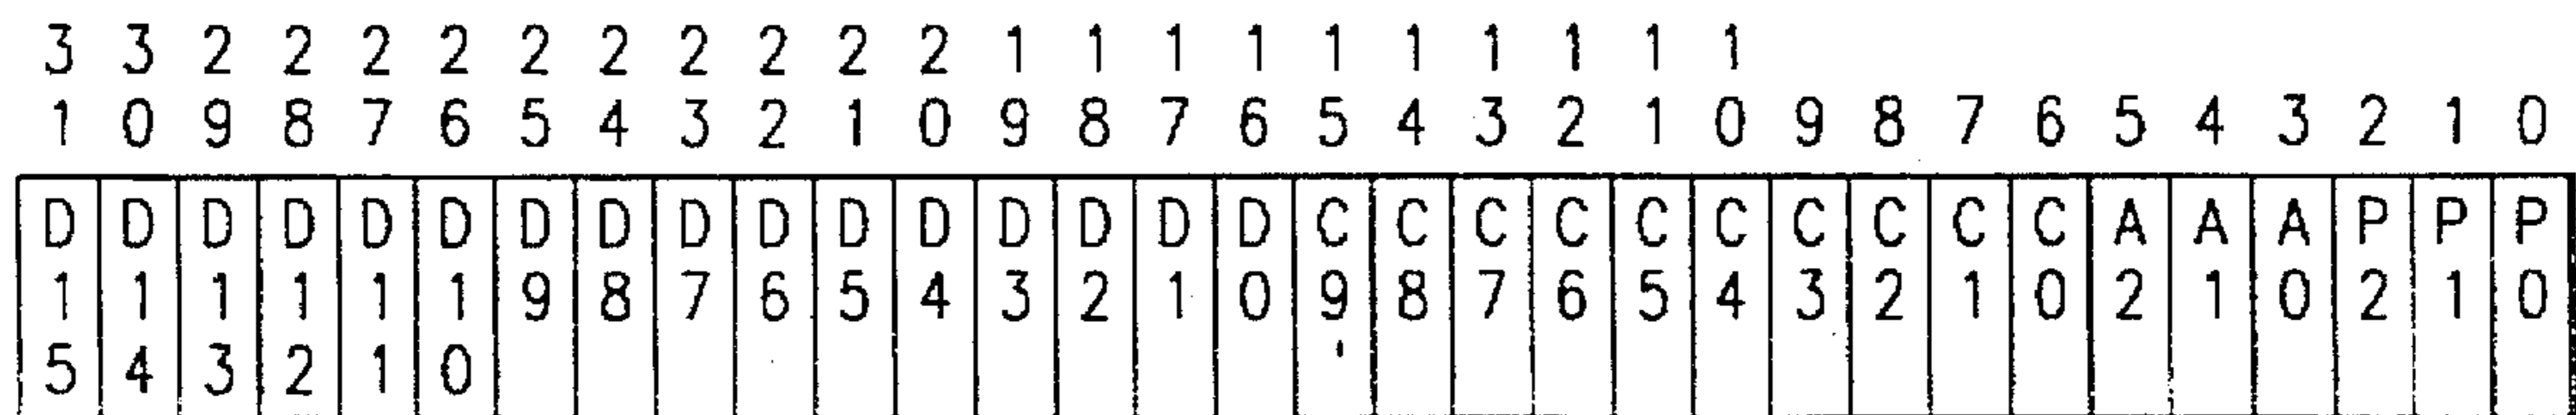 3 3 2 2 2 2 2 2 2 2 2 2 1 1 1 1 1 1 1 1 1 1
1 0 9 8 7 6 5 4 3 2 1 0 9 8 7 6 5 4 3 2 1 0 9 8 7 6 5 4 3 2 1 0
D D D D D D D D D D D D D D D D C C C C C C C C C C A A A P P P
1 1 1 1 1 1 9 8 7 6 5 4 3 2 1 0 9 8 7 6 5 4 3 2 1 0 2 1 0 2 1 0
5 4 3 2 1 0